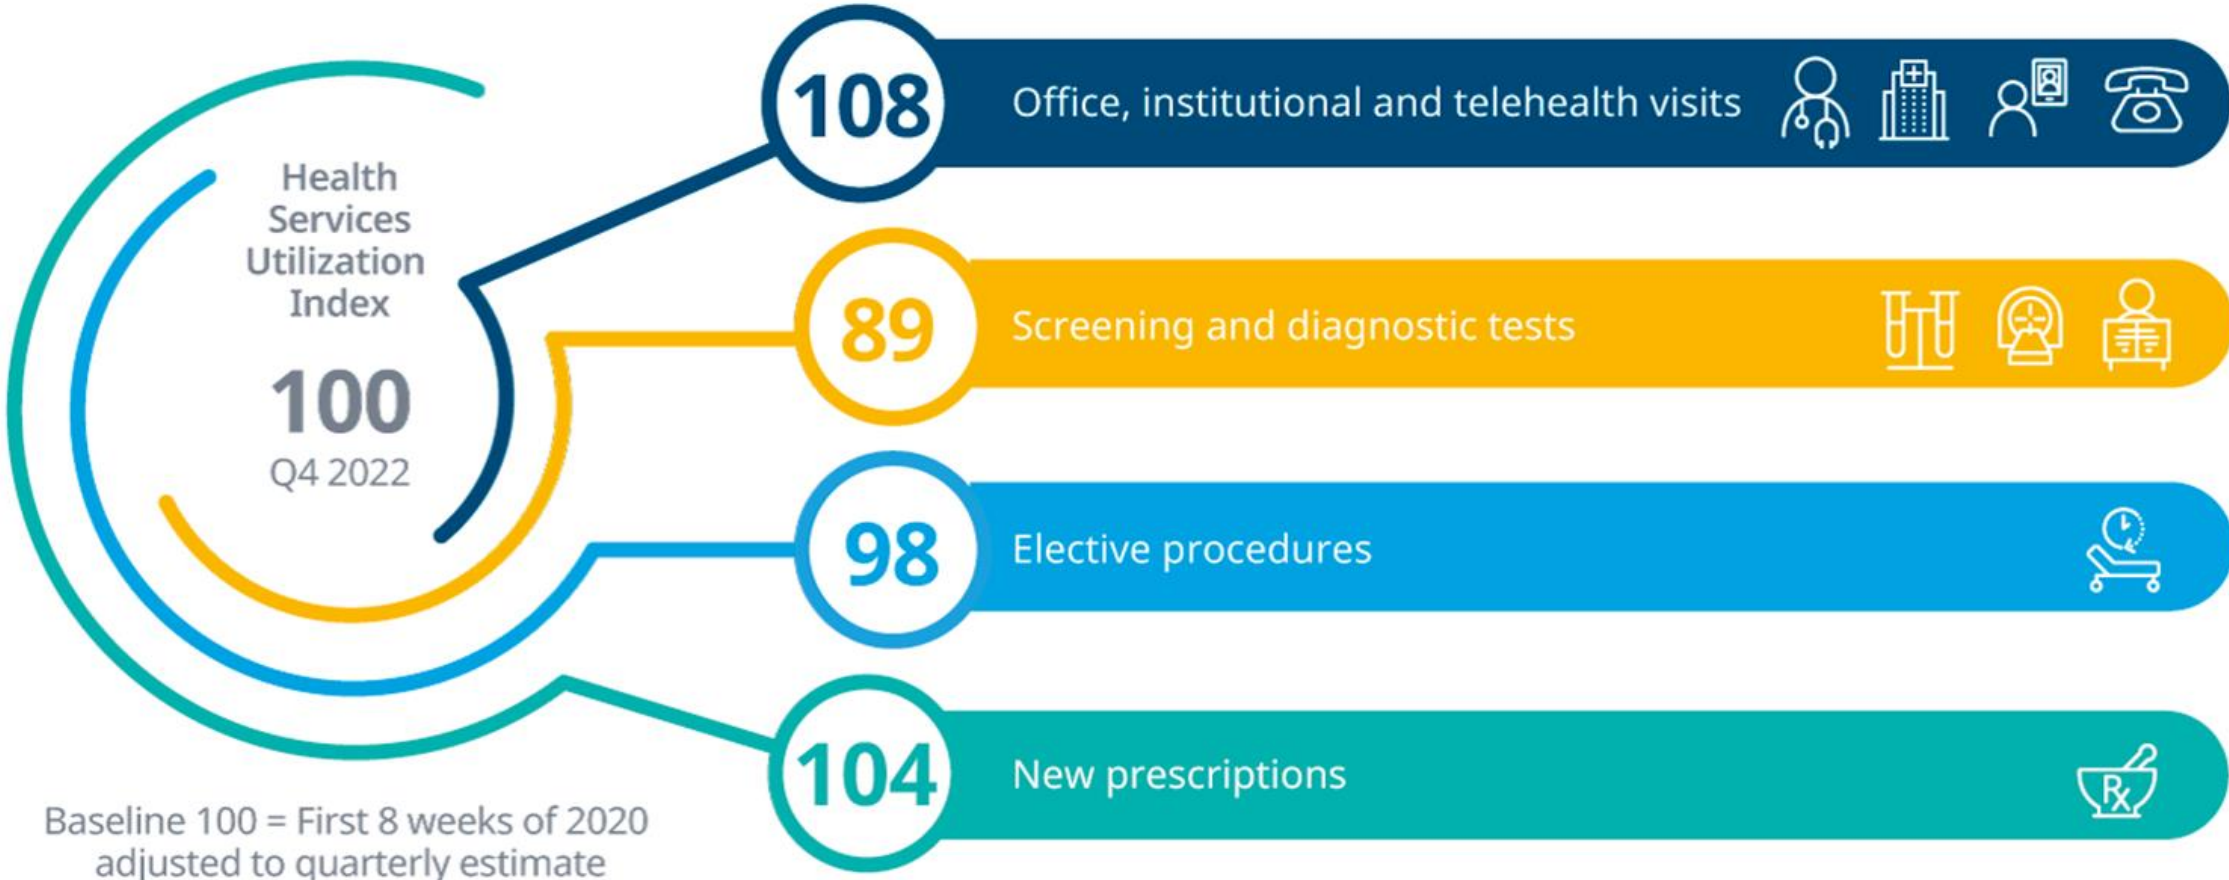 Health
Services
Utilization
Index
100
Q4 2022
Baseline 100 = First 8 weeks of 2020
adjusted to quarterly estimate
108
Office, institutional and telehealth visits
89
Screening and diagnostic tests
98
Elective procedures
104
New prescriptions
Rx